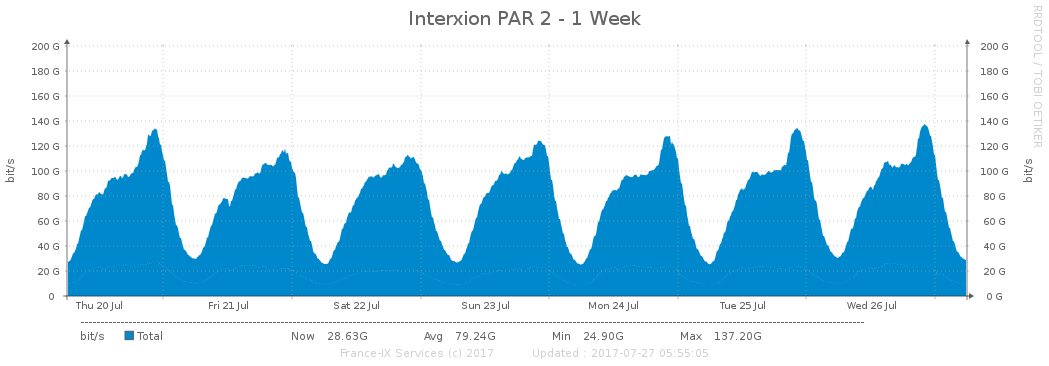 Interxion PAR 2 - 1 Week
RRDTOOL / TOBI OETIKER
bit/s
200 G 200 G
180 G 180 G
160 G 160 G
140 G 140 G
120 G 120 G
100 G 100 G
80 G 80 G
60 G 60 G
40 G 40 G
20 G 20 G
0 0 G
bit/s
Thu 20 Jul Fri 21 Jul Sat 22 Jul Sun 23 Jul Mon 24 Jul Tue 25 Jul Wed 26 Jul
bit/s Total Now 28.63G Avg 79.24G Min 24.90G Max 137.20G
France-IX Services (c) 2017 Updated : 2017-07-27 05:55:05